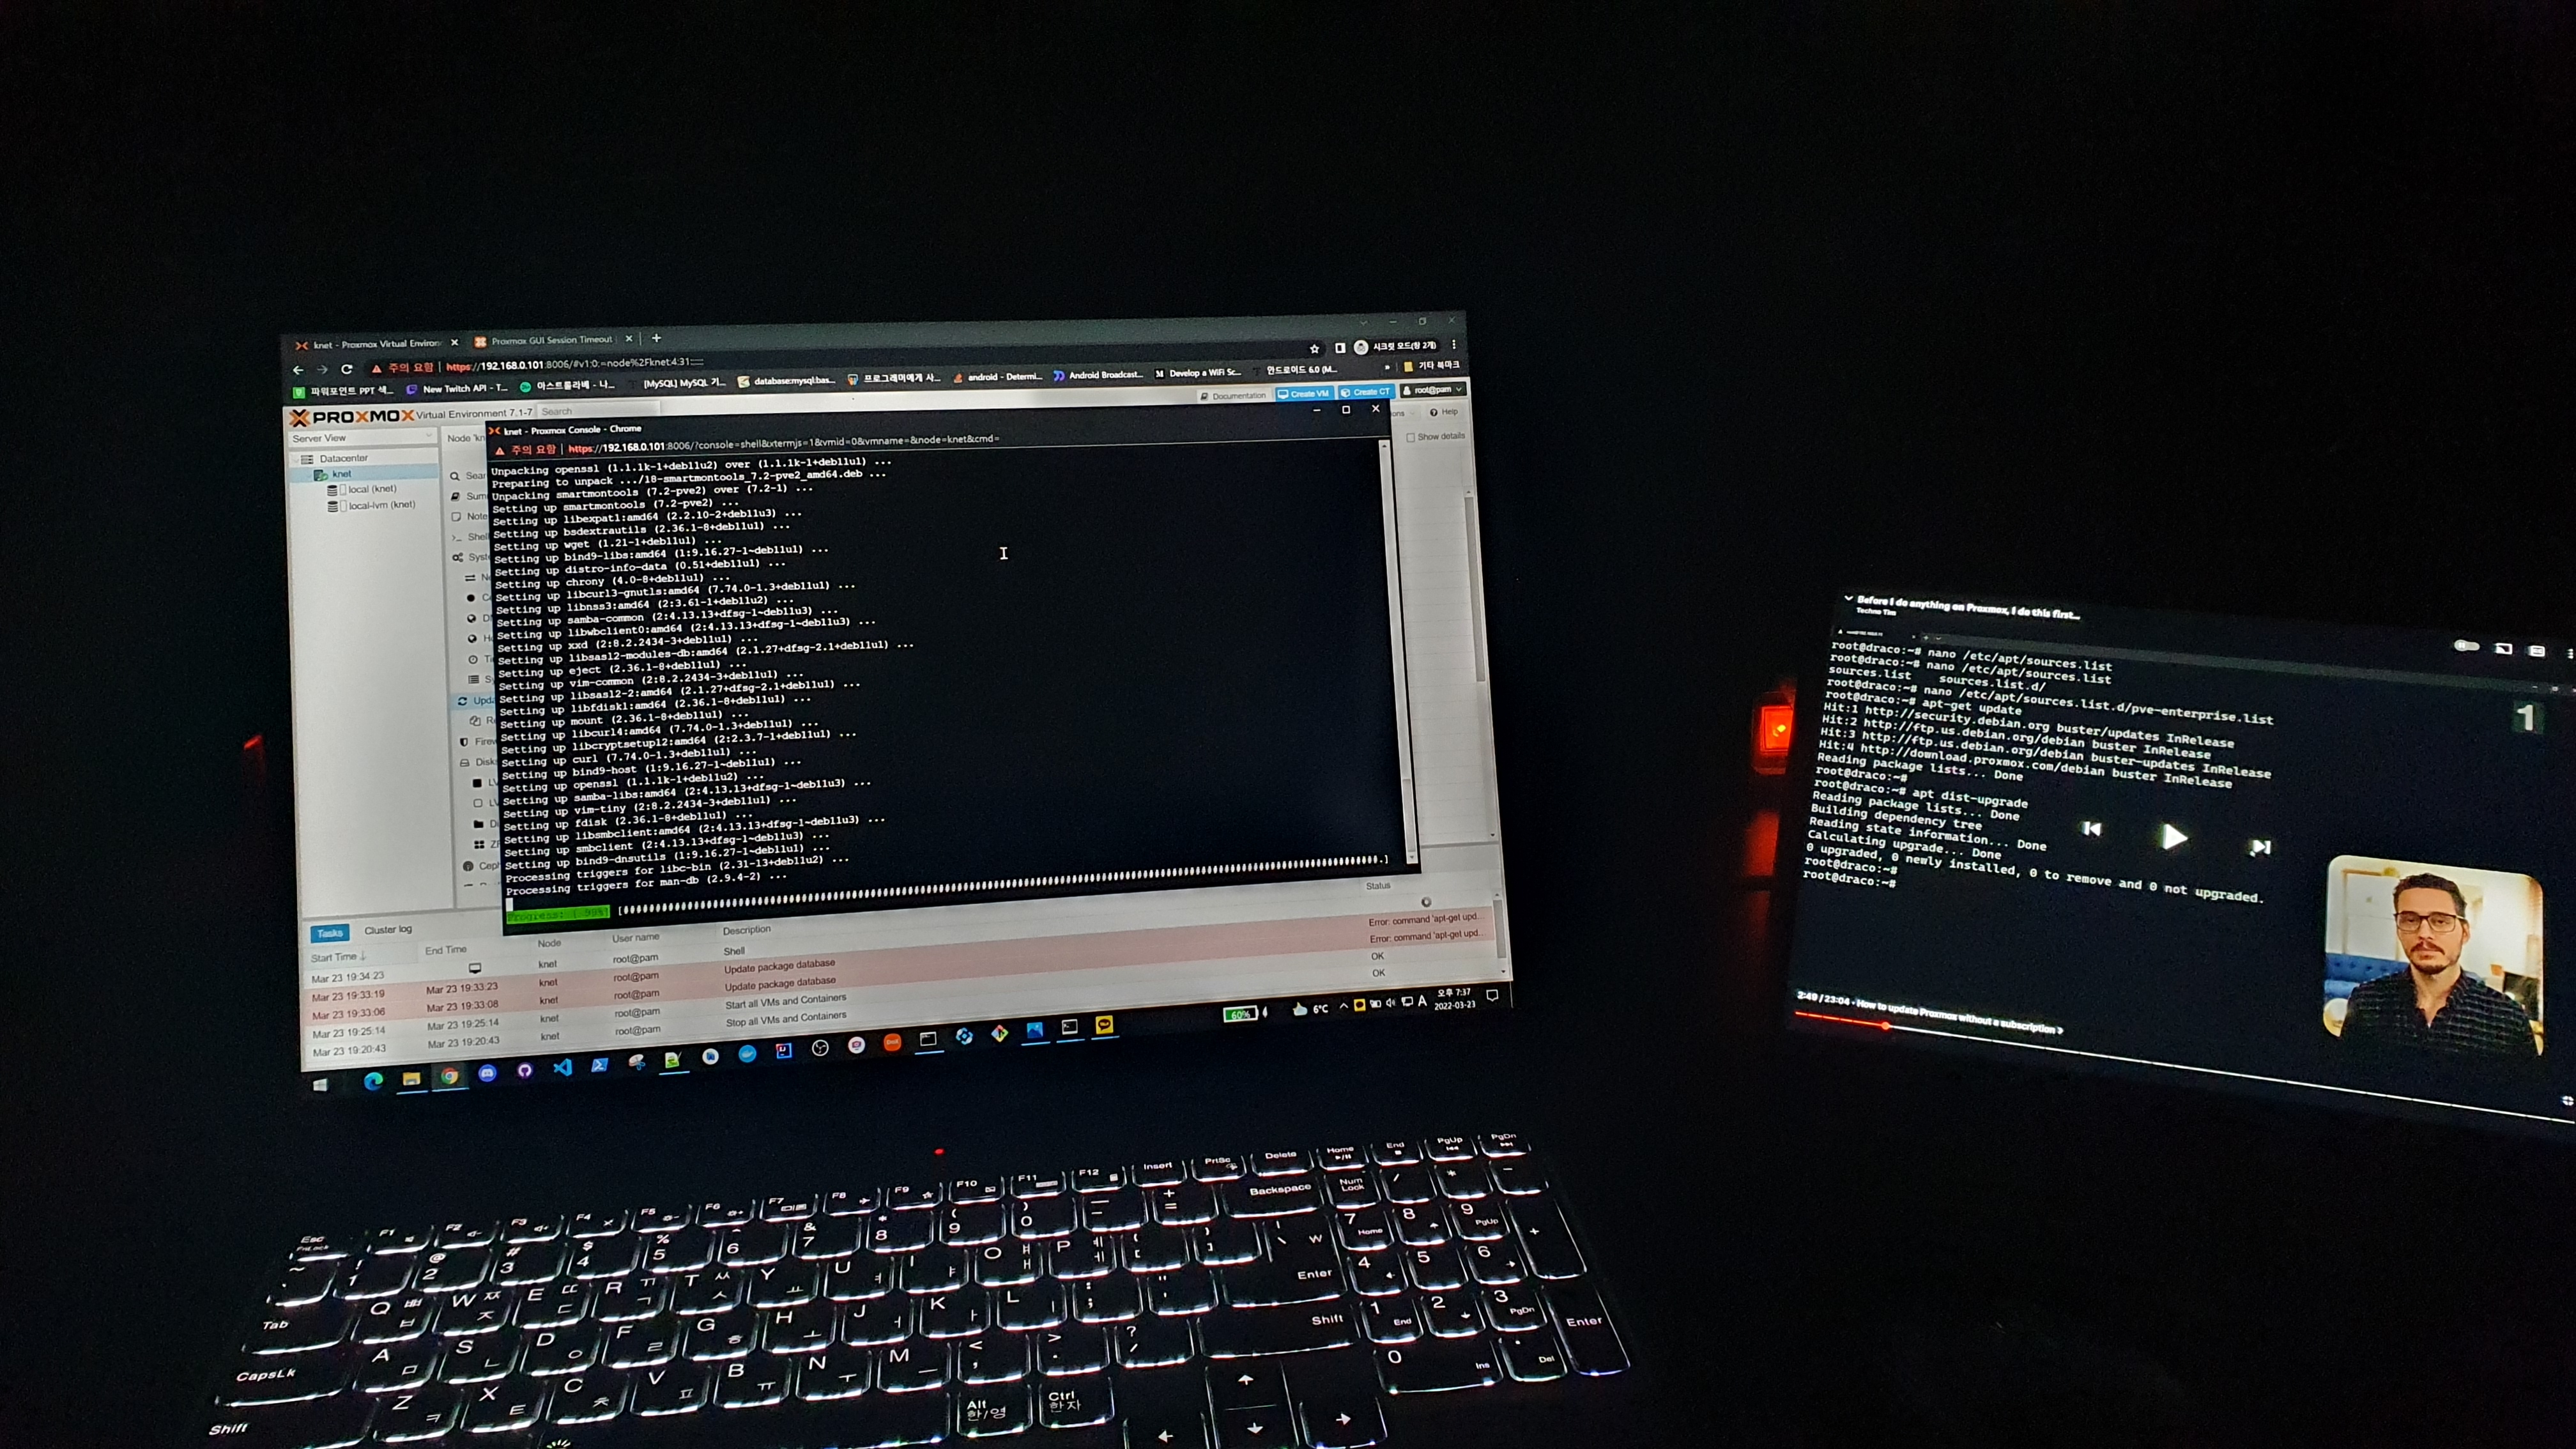 knet - Proxmox Virtual Environ
Proxmox GUI Session Timeout
주의 요함 | https://192.168.0.101:8006/#v1:0:=node%2Fknet:4:31:::::
시크릿 모드(창 2개)
파워포인트 PPT 색...
New Twitch API - T...
아스트롤라베 - 나...
[MySQL] MySQL 기...
database:mysql:bas...
프로그래머에게 사...
android - Determi...
Android Broadcast...
Develop a WiFi Sc...
안드로이드 6.0 (M...
»
기타 북마크
PROXMOX Virtual Environment 7.1-7
Search
Documentation
Create VM
Create CT
root@pam
Server View
Node 'kn
Help
Show details
Datacenter
knet
local (knet)
local-lvm (knet)
Sear
Sum
Note
Shel
Syst
Upda
Firew
Disks
Ceph
knet - Proxmox Console - Chrome
주의 요함 | https://192.168.0.101:8006/?console=shell&xtermjs=1&vmid=0&vmname=&node=knet&cmd=
Unpacking openssl (1.1.1k-1+deb11u2) over (1.1.1k-1+deb11u1) ...
Preparing to unpack .../18-smartmontools_7.2-pve2_amd64.deb ...
Unpacking smartmontools (7.2-pve2) over (7.2-1) ...
Setting up smartmontools (7.2-pve2) ...
Setting up libexpat1:amd64 (2.2.10-2+deb11u3) ...
Setting up bsdextrautils (2.36.1-8+deb11u1) ...
Setting up wget (1.21-1+deb11u1) ...
Setting up bind9-libs:amd64 (1:9.16.27-1~deb11u1) ...
Setting up distro-info-data (0.51+deb11u1) ...
Setting up chrony (4.0-8+deb11u1) ...
Setting up libcurl3-gnutls:amd64 (7.74.0-1.3+deb11u1) ...
Setting up libnss3:amd64 (2:3.61-1+deb11u2) ...
Setting up samba-common (2:4.13.13+dfsg-1~deb11u3) ...
Setting up libwbclient0:amd64 (2:4.13.13+dfsg-1~deb11u3) ...
Setting up xxd (2:8.2.2434-3+deb11u1) ...
Setting up libsasl2-modules-db:amd64 (2.1.27+dfsg-2.1+deb11u1) ...
Setting up eject (2.36.1-8+deb11u1) ...
Setting up vim-common (2:8.2.2434-3+deb11u1) ...
Setting up libsasl2-2:amd64 (2.1.27+dfsg-2.1+deb11u1) ...
Setting up libfdisk1:amd64 (2.36.1-8+deb11u1) ...
Setting up mount (2.36.1-8+deb11u1) ...
Setting up libcurl4:amd64 (7.74.0-1.3+deb11u1) ...
Setting up libcryptsetup12:amd64 (2:2.3.7-1+deb11u1) ...
Setting up curl (7.74.0-1.3+deb11u1) ...
Setting up bind9-host (1:9.16.27-1~deb11u1) ...
Setting up openssl (1.1.1k-1+deb11u2) ...
Setting up samba-libs:amd64 (2:4.13.13+dfsg-1~deb11u3) ...
Setting up vim-tiny (2:8.2.2434-3+deb11u1) ...
Setting up fdisk (2.36.1-8+deb11u1) ...
Setting up libsmbclient:amd64 (2:4.13.13+dfsg-1~deb11u3) ...
Setting up smbclient (2:4.13.13+dfsg-1~deb11u3) ...
Setting up bind9-dnsutils (1:9.16.27-1~deb11u1) ...
Processing triggers for libc-bin (2.31-13+deb11u2) ...
Processing triggers for man-db (2.9.4-2) ...
Progress: [ 99%]
Tasks
Cluster log
Start Time
End Time
Node
User name
Description
Status
Mar 23 19:34:23 knet root@pam Shell
Mar 23 19:33:19 Mar 23 19:33:23 knet root@pam Update package database Error: command 'apt-get upd...
Mar 23 19:33:06 Mar 23 19:33:08 knet root@pam Update package database Error: command 'apt-get upd...
Mar 23 19:25:14 Mar 23 19:25:14 knet root@pam Start all VMs and Containers OK
Mar 23 19:20:43 Mar 23 19:20:43 knet root@pam Stop all VMs and Containers OK
60%
6°C
A
오후 7:37
2022-03-23
Before I do anything on Proxmox, I do this first...
Techno Tim
root@draco:~# nano /etc/apt/sources.list
root@draco:~# nano /etc/apt/sources.list
sources.list sources.list.d/
root@draco:~# nano /etc/apt/sources.list.d/pve-enterprise.list
root@draco:~# apt-get update
Hit:1 http://security.debian.org buster/updates InRelease
Hit:2 http://ftp.us.debian.org/debian buster InRelease
Hit:3 http://ftp.us.debian.org/debian buster-updates InRelease
Hit:4 http://download.proxmox.com/debian buster InRelease
Reading package lists... Done
root@draco:~#
root@draco:~# apt dist-upgrade
Reading package lists... Done
Building dependency tree
Reading state information... Done
Calculating upgrade... Done
0 upgraded, 0 newly installed, 0 to remove and 0 not upgraded.
root@draco:~#
root@draco:~#
1
2:49 / 23:04 • How to update Proxmox without a subscription >
Esc FnLock F1 F2 F3 F4 F5 F6 F7 F8 F9 F10 F11 F12 Insert PrtSc Delete Home End PgUp PgDn
~ ` ! 1 @ 2 # 3 $ 4 % 5 ^ 6 & 7 * 8 ( 9 ) 0 _ - + = Backspace Num Lock / * -
Tab Q ㅃ ㅂ W ㅉ ㅈ E ㄸ ㄷ R ㄲ ㄱ T ㅆ ㅅ Y ㅛ U ㅕ I ㅑ O ㅒ ㅐ P ㅖ ㅔ { [ } ] | \ W 7 Home 8 9 PgUp +
CapsLk A ㅁ S ㄴ D ㅇ F ㄹ G ㅎ H ㅗ J ㅓ K ㅏ L ㅣ : ; " ' Enter 4 5 6
Shift Z ㅋ X ㅌ C ㅊ V ㅍ B ㅠ N ㅜ M ㅡ < , > . ? / Shift 1 End 2 3 PgDn Enter
Alt 한/영 Ctrl 한자 0 Ins . Del